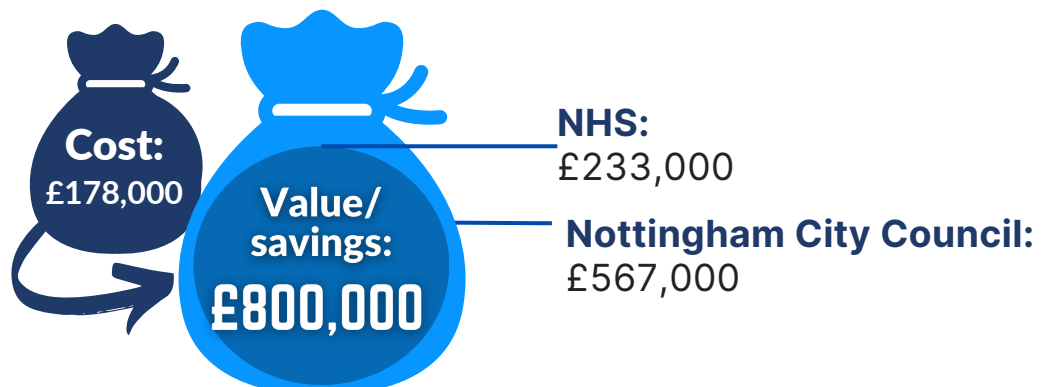 Cost:
£178,000
Value/
savings:
£800,000
NHS:
£233,000
Nottingham City Council:
£567,000